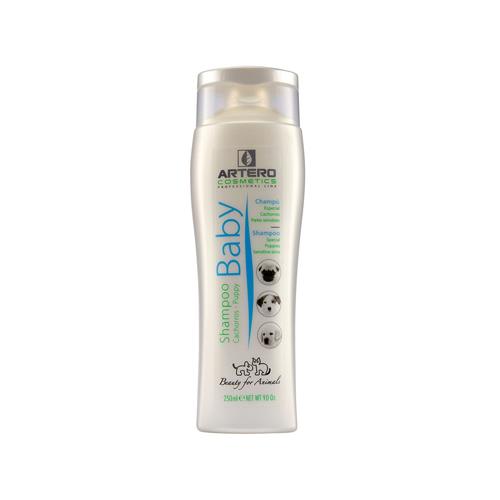 ARTERO
COSMETICS
PROFESSIONAL LINE
Champú
Especial
Cachorros
Pieles sensibles
Shampoo
Special
Puppies
Sensitive skins
Baby
Shampoo
Cachorros · Puppy
Beauty for Animals
250ml e NET WT 9.0 Oz.